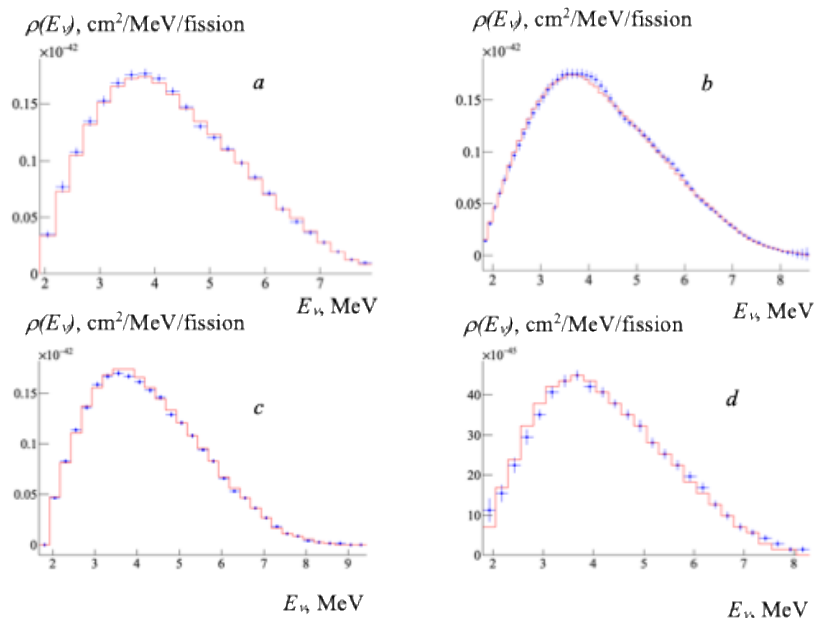 ρ(Eν), cm²/MeV/fission
×10⁻⁴²
a
0.15
0.1
0.05
0
2 3 4 5 6 7
Eν, MeV
ρ(Eν), cm²/MeV/fission
×10⁻⁴²
b
0.15
0.1
0.05
0
2 3 4 5 6 7 8
Eν, MeV
ρ(Eν), cm²/MeV/fission
×10⁻⁴²
c
0.15
0.1
0.05
0
2 3 4 5 6 7 8 9
Eν, MeV
ρ(Eν), cm²/MeV/fission
d
40
30
20
10
0
2 3 4 5 6 7 8
Eν, MeV